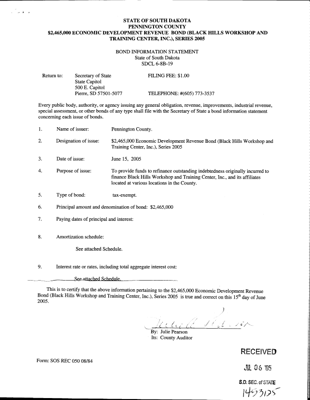 STATE OF SOUTH DAKOTA
PENNINGTON COUNTY
$2,465,000 ECONOMIC DEVELOPMENT REVENUE BOND (BLACK HILLS WORKSHOP AND
TRAINING CENTER, INC.), SERIES 2005
BOND INFORMATION STATEMENT
State of South Dakota
SDCL 6-8B-19
Return to: Secretary of State FILING FEE: $1.00
State Capitol
500 E. Capitol
Pierre, SD 57501-5077 TELEPHONE: #(605) 773-3537
Every public body, authority, or agency issuing any general obligation, revenue, improvements, industrial revenue,
special assessment, or other bonds of any type shall file with the Secretary of State a bond information statement
concerning each issue of bonds.
1. Name of issuer: Pennington County.
2. Designation of issue: $2,465,000 Economic Development Revenue Bond (Black Hills Workshop and
Training Center, Inc.), Series 2005
3. Date of issue: June 15, 2005
4. Purpose of issue: To provide funds to refinance outstanding indebtedness originally incurred to
finance Black Hills Workshop and Training Center, Inc., and its affiliates
located at various locations in the County.
5. Type of bond: tax-exempt.
6. Principal amount and denomination of bond: $2,465,000
7. Paying dates of principal and interest:
8. Amortization schedule:
See attached Schedule.
9. Interest rate or rates, including total aggregate interest cost:
See attached Schedule.
This is to certify that the above information pertaining to the $2,465,000 Economic Development Revenue
Bond (Black Hills Workshop and Training Center, Inc.), Series 2005 is true and correct on this 15th day of June
2005.
By: Julie Pearson
Its: County Auditor
Form: SOS REC 050 08/84
RECEIVED
JUL 06 '05
S.D. SEC. of STATE